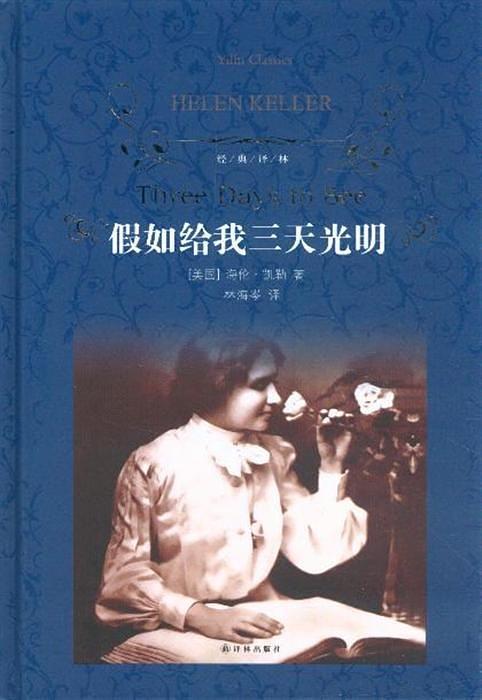 Yilin Classics
HELEN KELLER
经/典/译/林
Three Days to See
假如给我三天光明
[美国] 海伦·凯勒 著
林海岑 译
译林出版社